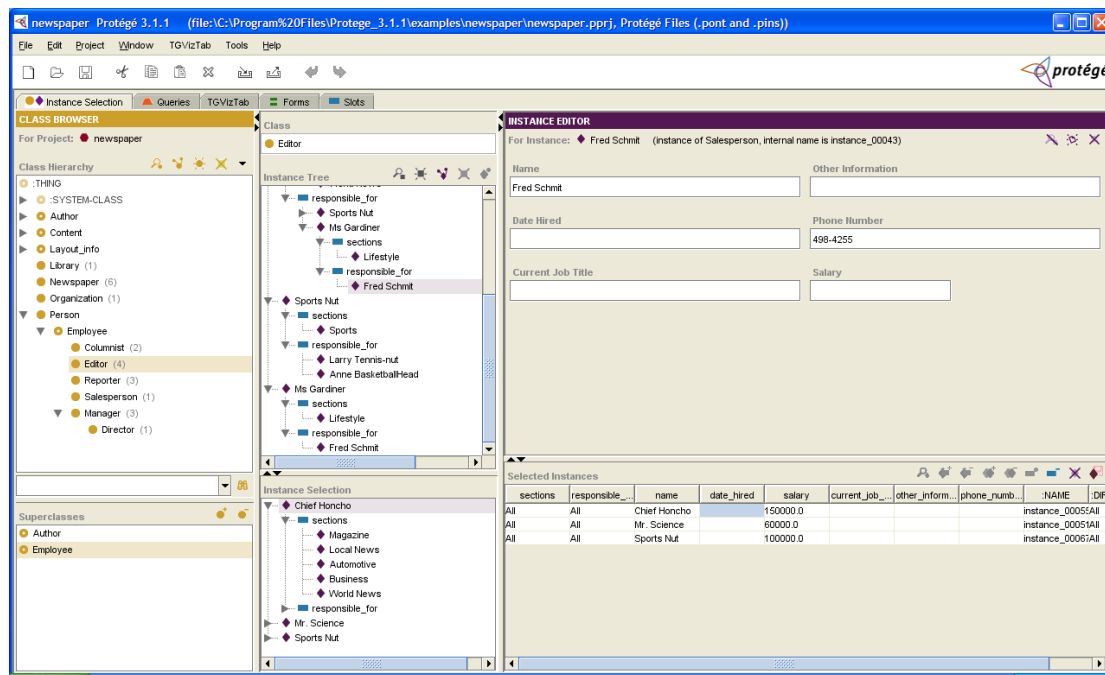 newspaper Protégé 3.1.1 (file:\C:\Program%20Files\Protege_3.1.1\examples\newspaper\newspaper.pprj, Protégé Files (.pont and .pins))
File Edit Project Window TGVizTab Tools Help
protégé
Instance Selection Queries TGVizTab Forms Slots
CLASS BROWSER
For Project: newspaper
Class Hierarchy
:THING
:SYSTEM-CLASS
Author
Content
Layout_info
Library (1)
Newspaper (6)
Organization (1)
Person
Employee
Columnist (2)
Editor (4)
Reporter (3)
Salesperson (1)
Manager (3)
Director (1)
Superclasses
Author
Employee
Class
Editor
Instance Tree
responsible_for
Sports Nut
Ms Gardiner
sections
Lifestyle
responsible_for
Fred Schmit
Sports Nut
sections
Sports
responsible_for
Larry Tennis-nut
Anne BasketballHead
Ms Gardiner
sections
Lifestyle
responsible_for
Fred Schmit
Instance Selection
Chief Honcho
sections
Magazine
Local News
Automotive
Business
World News
responsible_for
Mr. Science
Sports Nut
INSTANCE EDITOR
For Instance: Fred Schmit (instance of Salesperson, internal name is instance_00043)
Name Other Information
Fred Schmit
Date Hired Phone Number
498-4255
Current Job Title Salary
Selected Instances
sections responsible_... name date_hired salary current_job_... other_inform... phone_numb... :NAME :DIF
All All Chief Honcho 150000.0 instance_00055 All
All All Mr. Science 60000.0 instance_00051 All
All All Sports Nut 100000.0 instance_00067 All